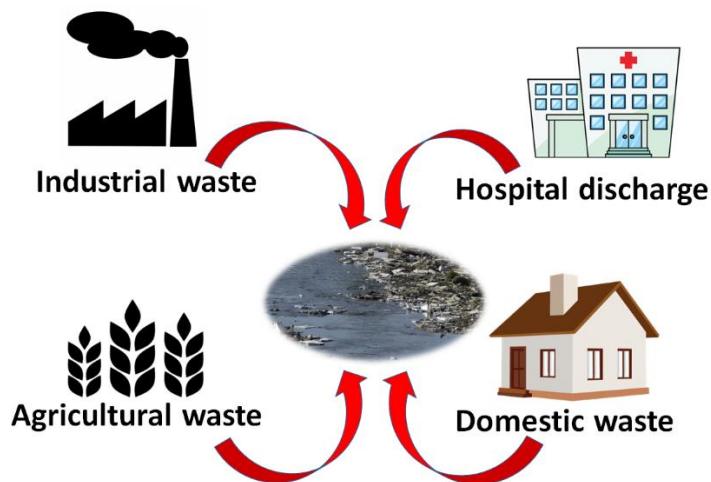 Industrial waste
Hospital discharge
Agricultural waste
Domestic waste